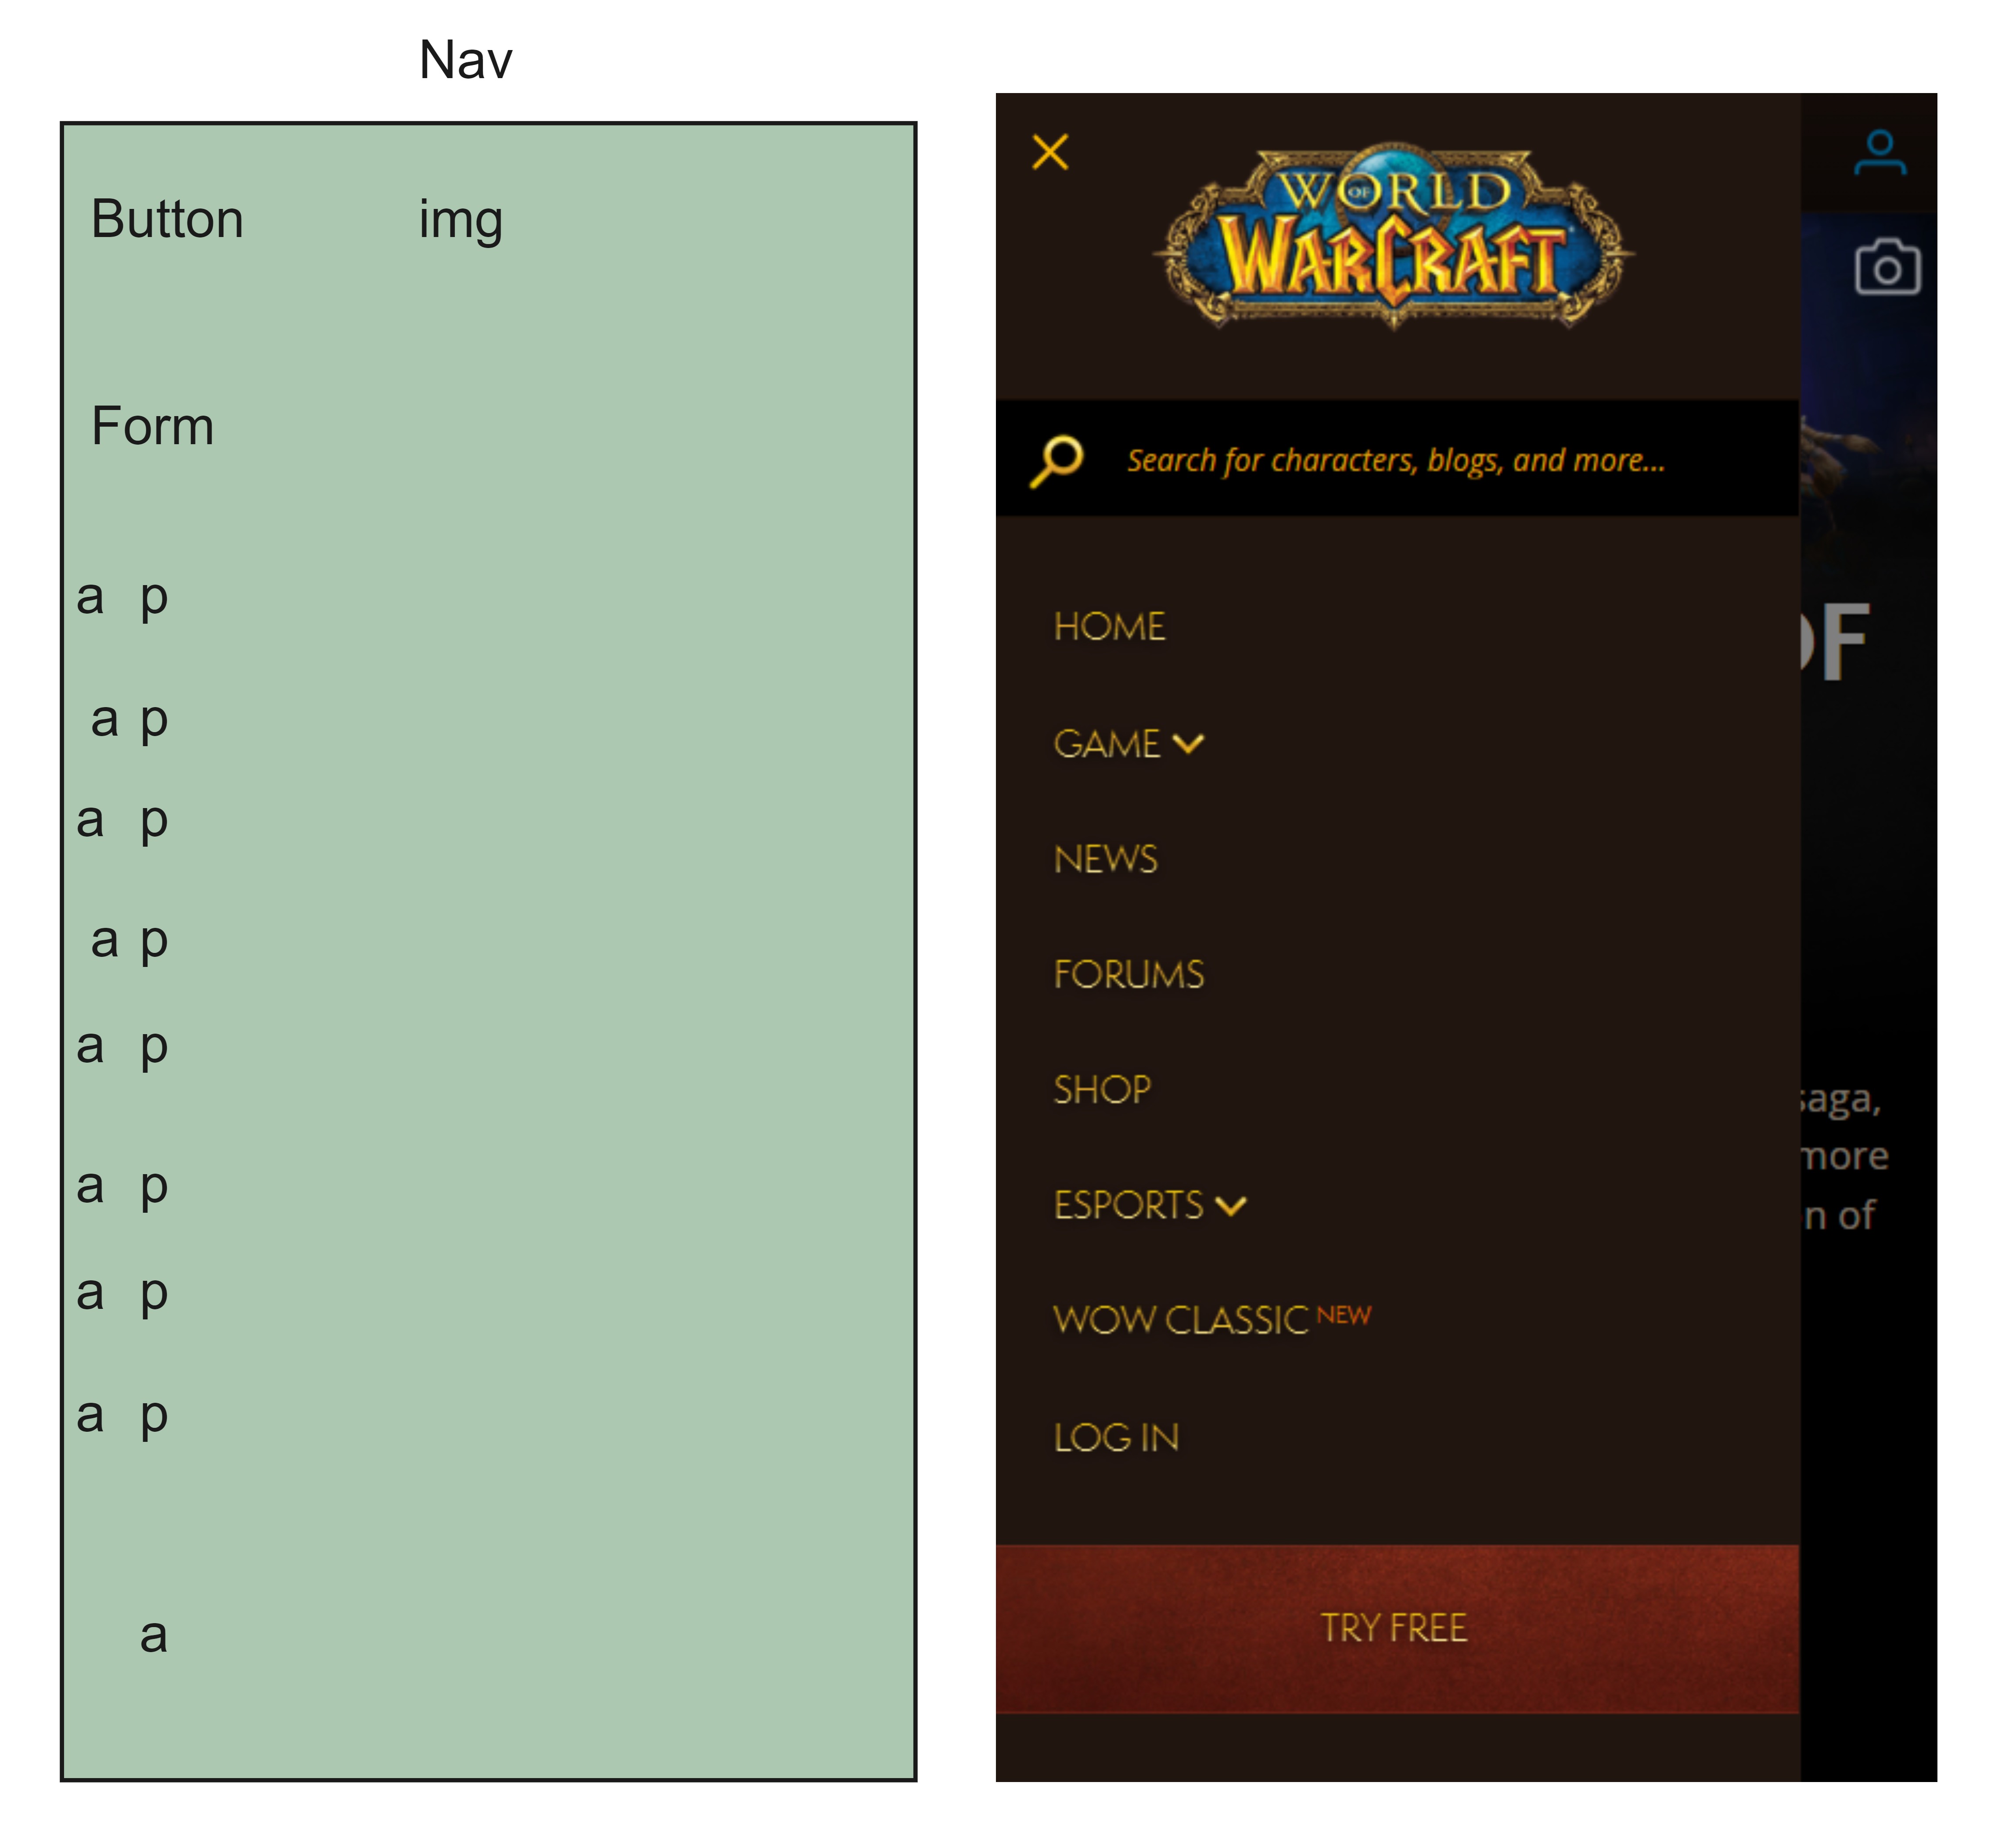 Nav
Button img
Form
a p
a p
a p
a p
a p
a p
a p
a p
a
WORLD OF WARCRAFT
Search for characters, blogs, and more...
HOME
GAME
NEWS
FORUMS
SHOP
ESPORTS
WOW CLASSIC NEW
LOG IN
TRY FREE
OF
saga,
more
n of